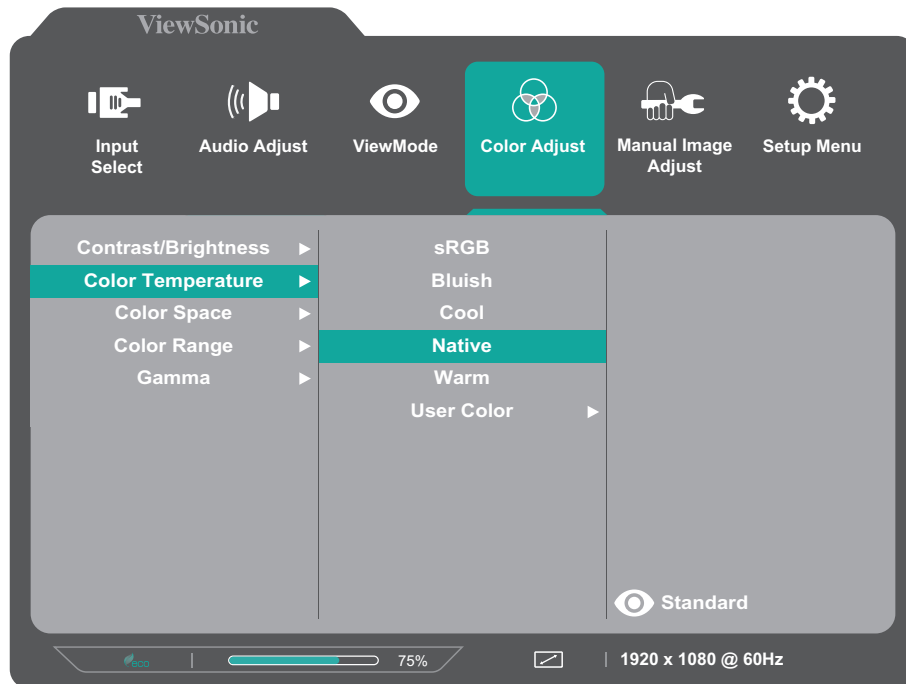 ViewSonic
Input Select
Audio Adjust
ViewMode
Color Adjust
Manual Image Adjust
Setup Menu
Contrast/Brightness
Color Temperature
Color Space
Color Range
Gamma
sRGB
Bluish
Cool
Native
Warm
User Color
Standard
eco
75%
1920 x 1080 @ 60Hz